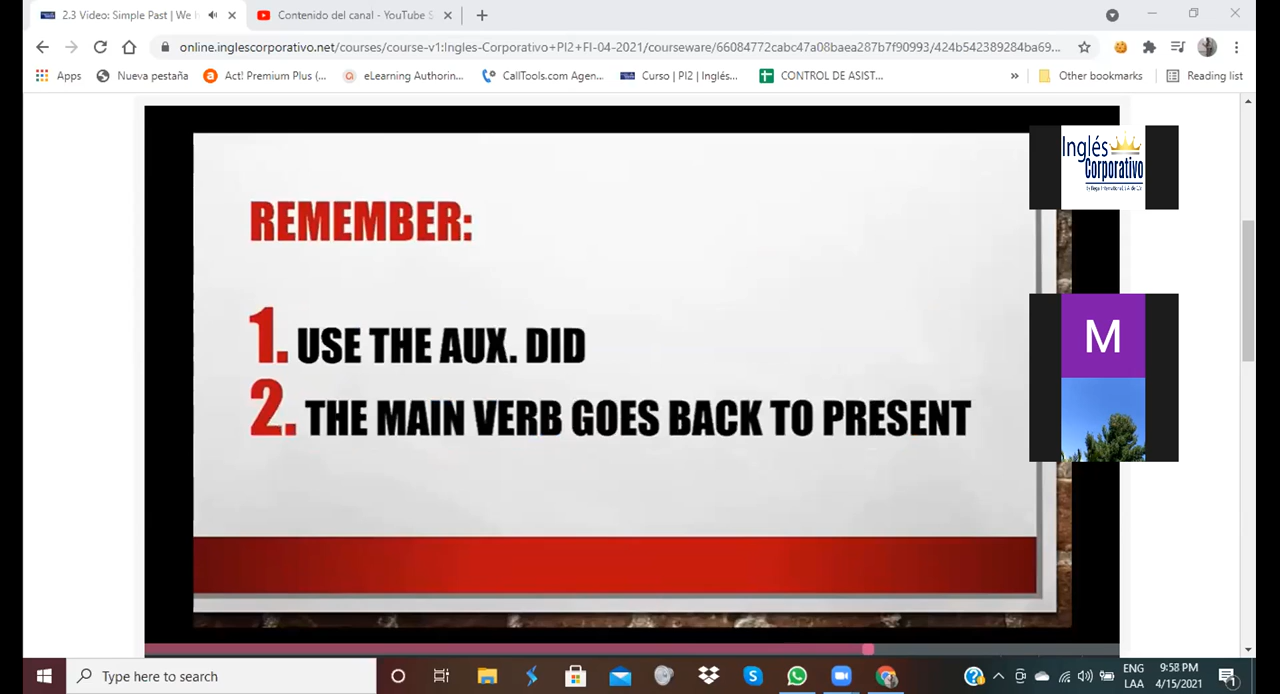 2.3 Video: Simple Past | We
Contenido del canal - YouTube S
online.inglescorporativo.net/courses/course-v1:Ingles-Corporativo+PI2+FI-04-2021/courseware/66084772cabc47a08baea287b7f90993/424b542389284ba69...
Apps
Nueva pestaña
Act! Premium Plus (...
eLearning Authorin...
CallTools.com Agen...
Curso | PI2 | Inglés...
CONTROL DE ASIST...
»
Other bookmarks
Reading list
Inglés
Corporativo
REMEMBER:
1. USE THE AUX. DID
2. THE MAIN VERB GOES BACK TO PRESENT
M
Type here to search
ENG
LAA
9:58 PM
4/15/2021
1